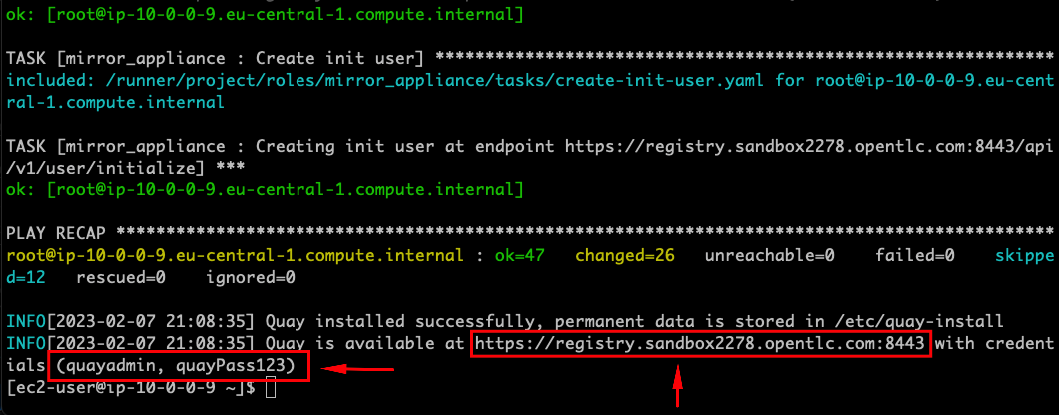 ok: [root@ip-10-0-0-9.eu-central-1.compute.internal]
TASK [mirror_appliance : Create init user] **************************************************************
included: /runner/project/roles/mirror_appliance/tasks/create-init-user.yaml for root@ip-10-0-0-9.eu-cent
ral-1.compute.internal
TASK [mirror_appliance : Creating init user at endpoint https://registry.sandbox2278.opentlc.com:8443/api
/v1/user/initialize] ***
ok: [root@ip-10-0-0-9.eu-central-1.compute.internal]
PLAY RECAP **********************************************************************************************
root@ip-10-0-0-9.eu-central-1.compute.internal : ok=47   changed=26   unreachable=0    failed=0    skippe
d=12   rescued=0    ignored=0
INFO[2023-02-07 21:08:35] Quay installed successfully, permanent data is stored in /etc/quay-install
INFO[2023-02-07 21:08:35] Quay is available at https://registry.sandbox2278.opentlc.com:8443 with credent
ials (quayadmin, quayPass123)
[ec2-user@ip-10-0-0-9 ~]$